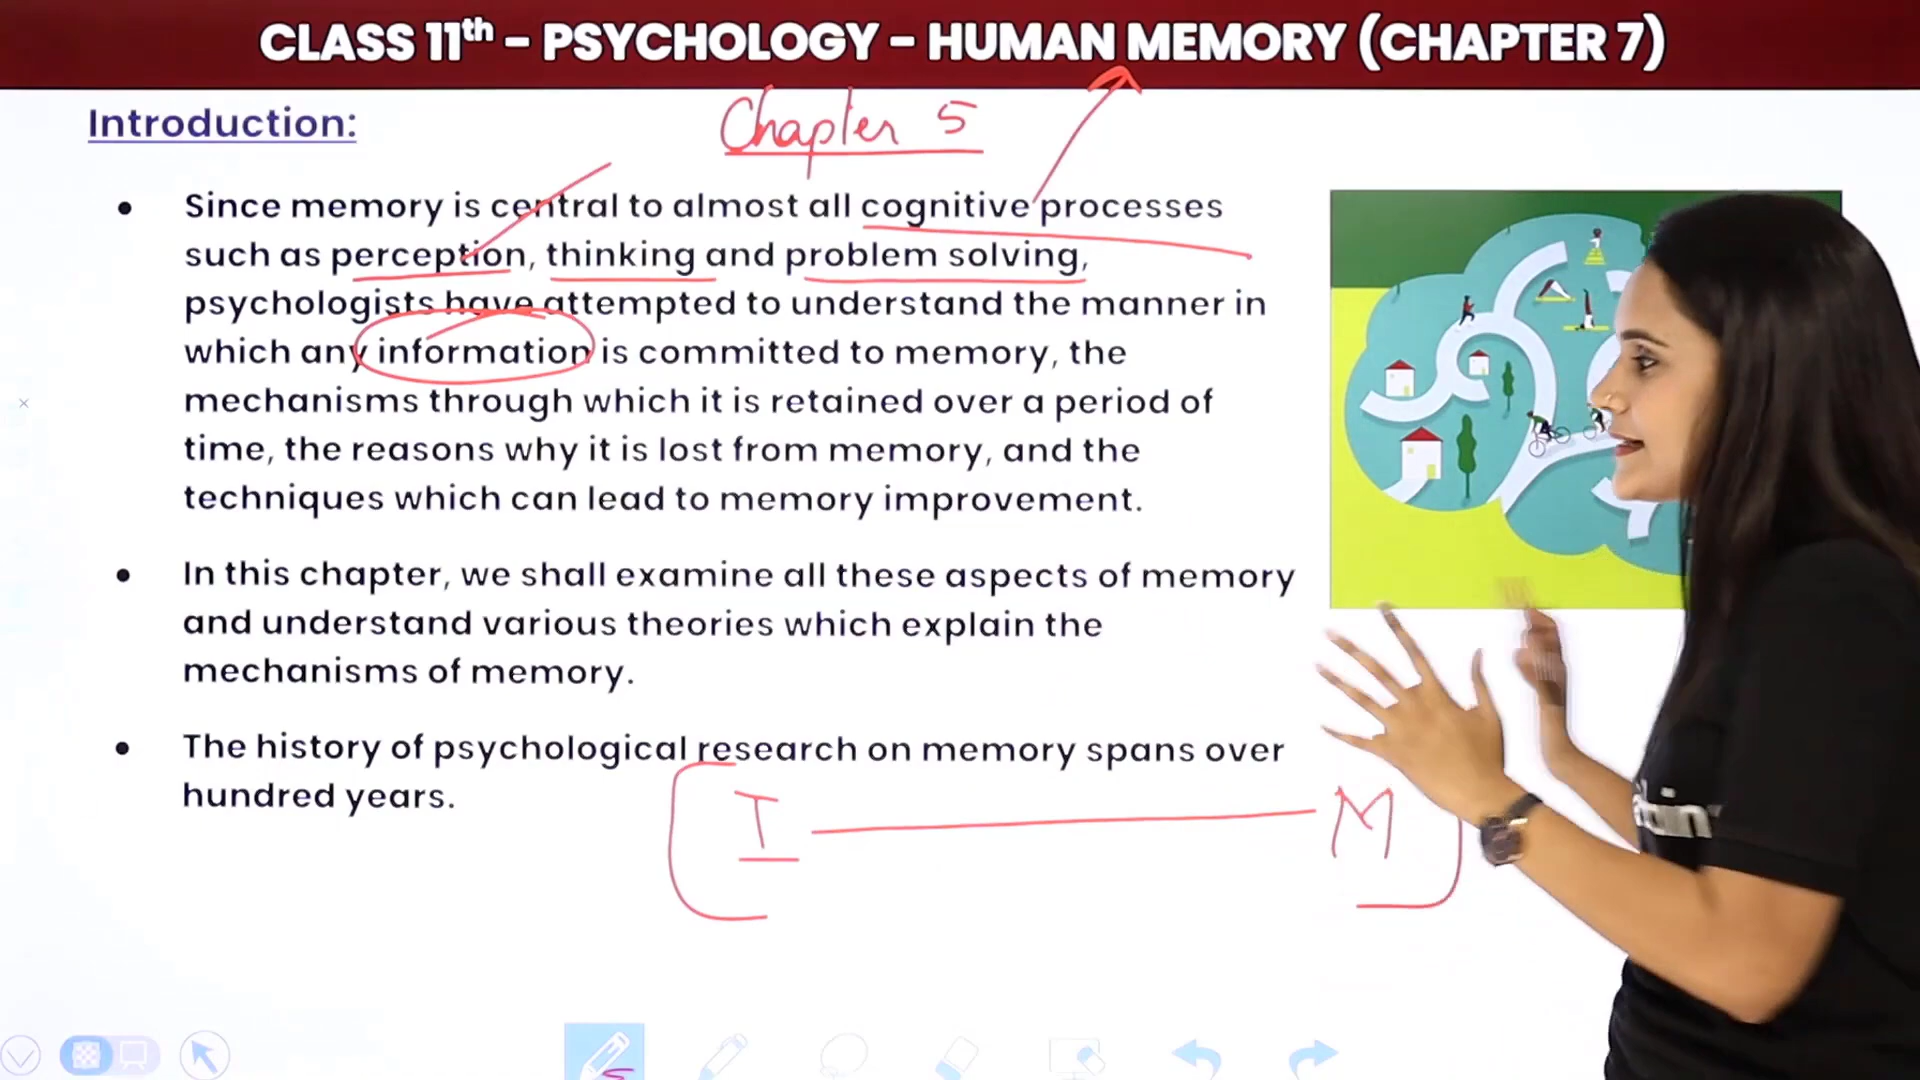 CLASS 11th - PSYCHOLOGY - HUMAN MEMORY (CHAPTER 7)
Introduction:
Chapter 5
• Since memory is central to almost all cognitive processes
such as perception, thinking and problem solving,
psychologists have attempted to understand the manner in
which any information is committed to memory, the
mechanisms through which it is retained over a period of
time, the reasons why it is lost from memory, and the
techniques which can lead to memory improvement.
• In this chapter, we shall examine all these aspects of memory
and understand various theories which explain the
mechanisms of memory.
• The history of psychological research on memory spans over
hundred years.
I M